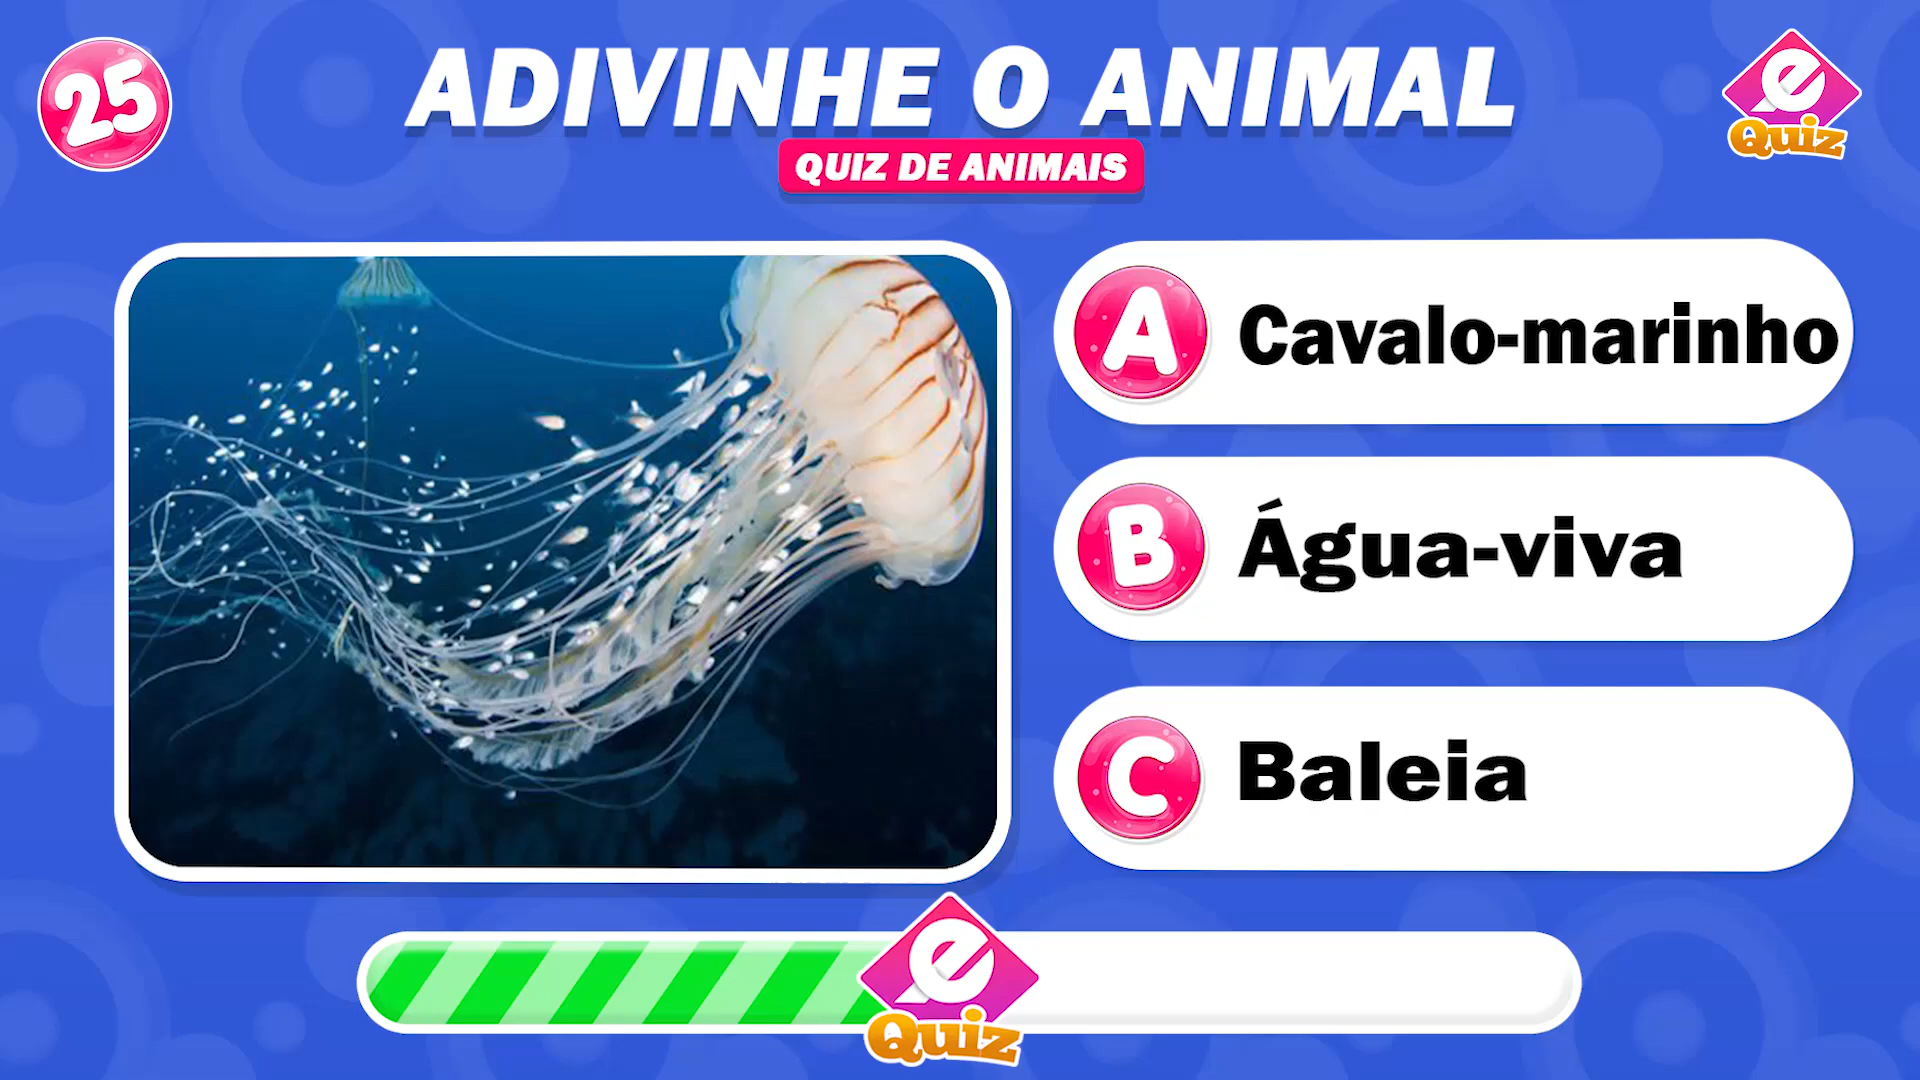 25
ADIVINHE O ANIMAL
QUIZ DE ANIMAIS
e
Quiz
A
Cavalo-marinho
B
Água-viva
C
Baleia
e
Quiz